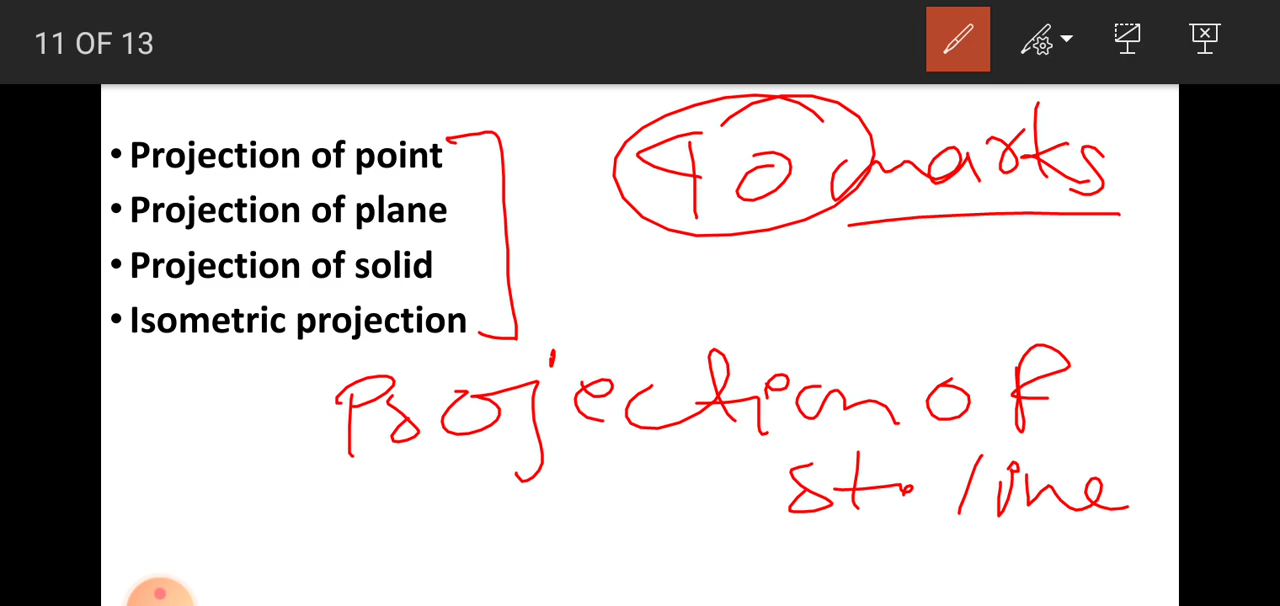 11 OF 13
• Projection of point
• Projection of plane
• Projection of solid
• Isometric projection
40 marks
Projection of
st. line